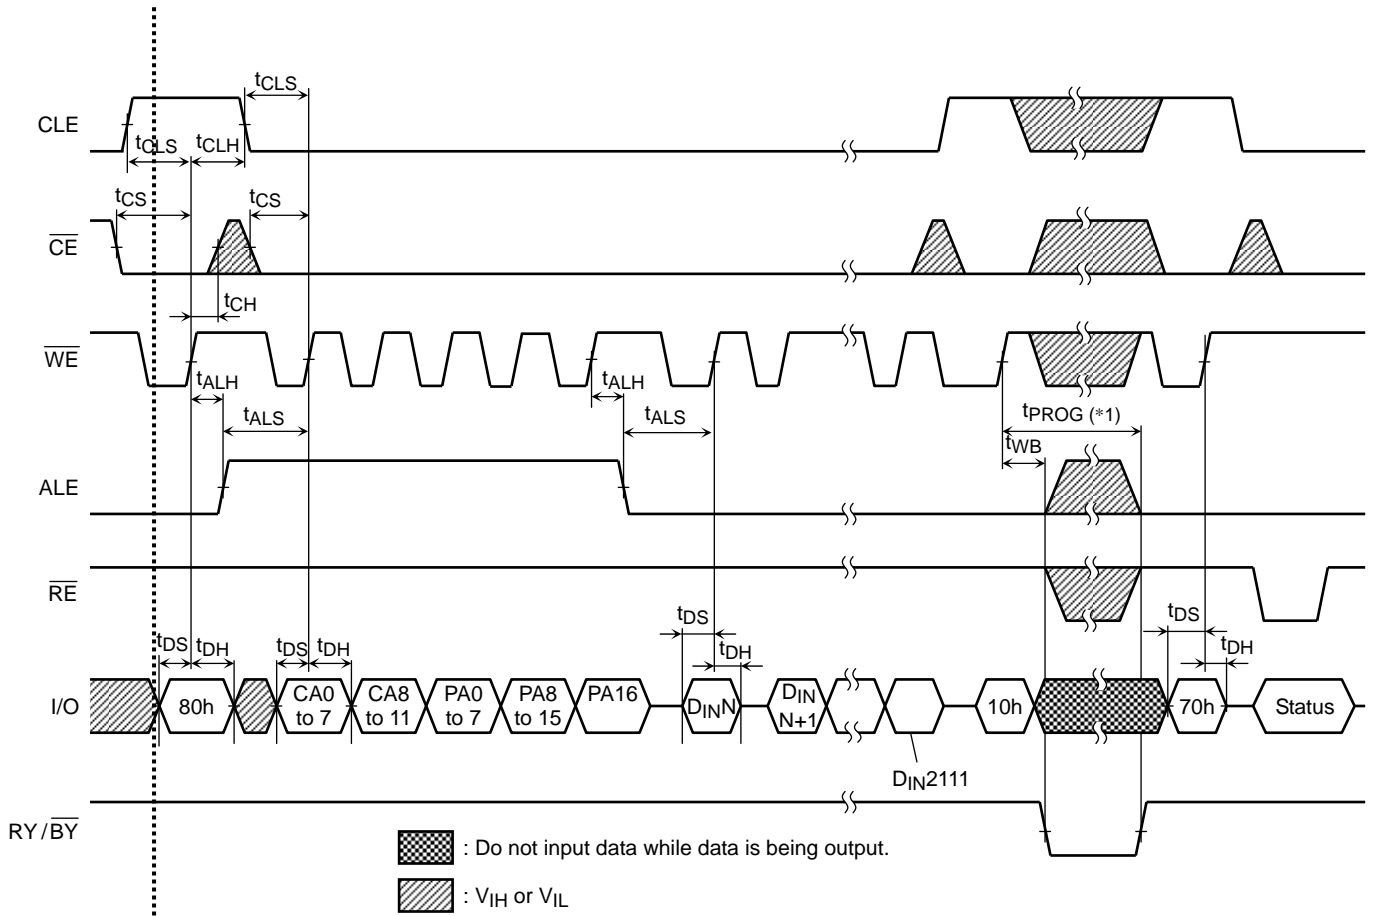 tCLS
CLE
tCLS tCLH
tCS tCS
CE
tCH
WE
tALH tALH
tALS tALS tPROG (*1)
tWB
ALE
RE
tDS tDH tDS tDH tDS tDH tDS tDH
I/O 80h CA0 to 7 CA8 to 11 PA0 to 7 PA8 to 15 PA16 DINN DIN N+1 10h 70h Status
DIN2111
RY/BY
: Do not input data while data is being output.
: VIH or VIL